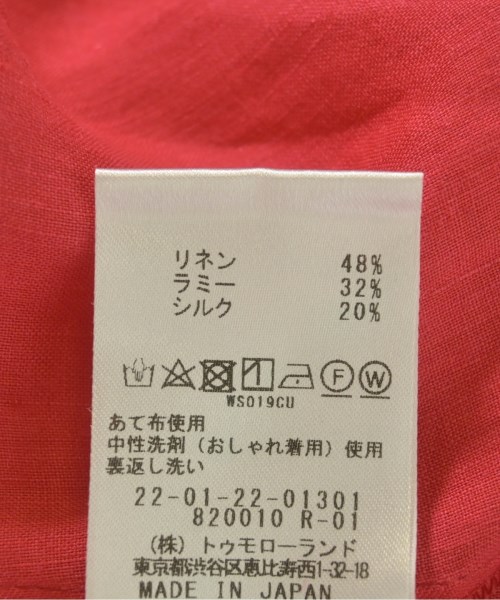 リネン 48%
ラミー 32%
シルク 20%
F W
WS019CU
あて布使用
中性洗剤(おしゃれ着用)使用
裏返し洗い
22-01-22-01301
820010 R-01
(株)トゥモローランド
東京都渋谷区恵比寿西1-32-18
MADE IN JAPAN